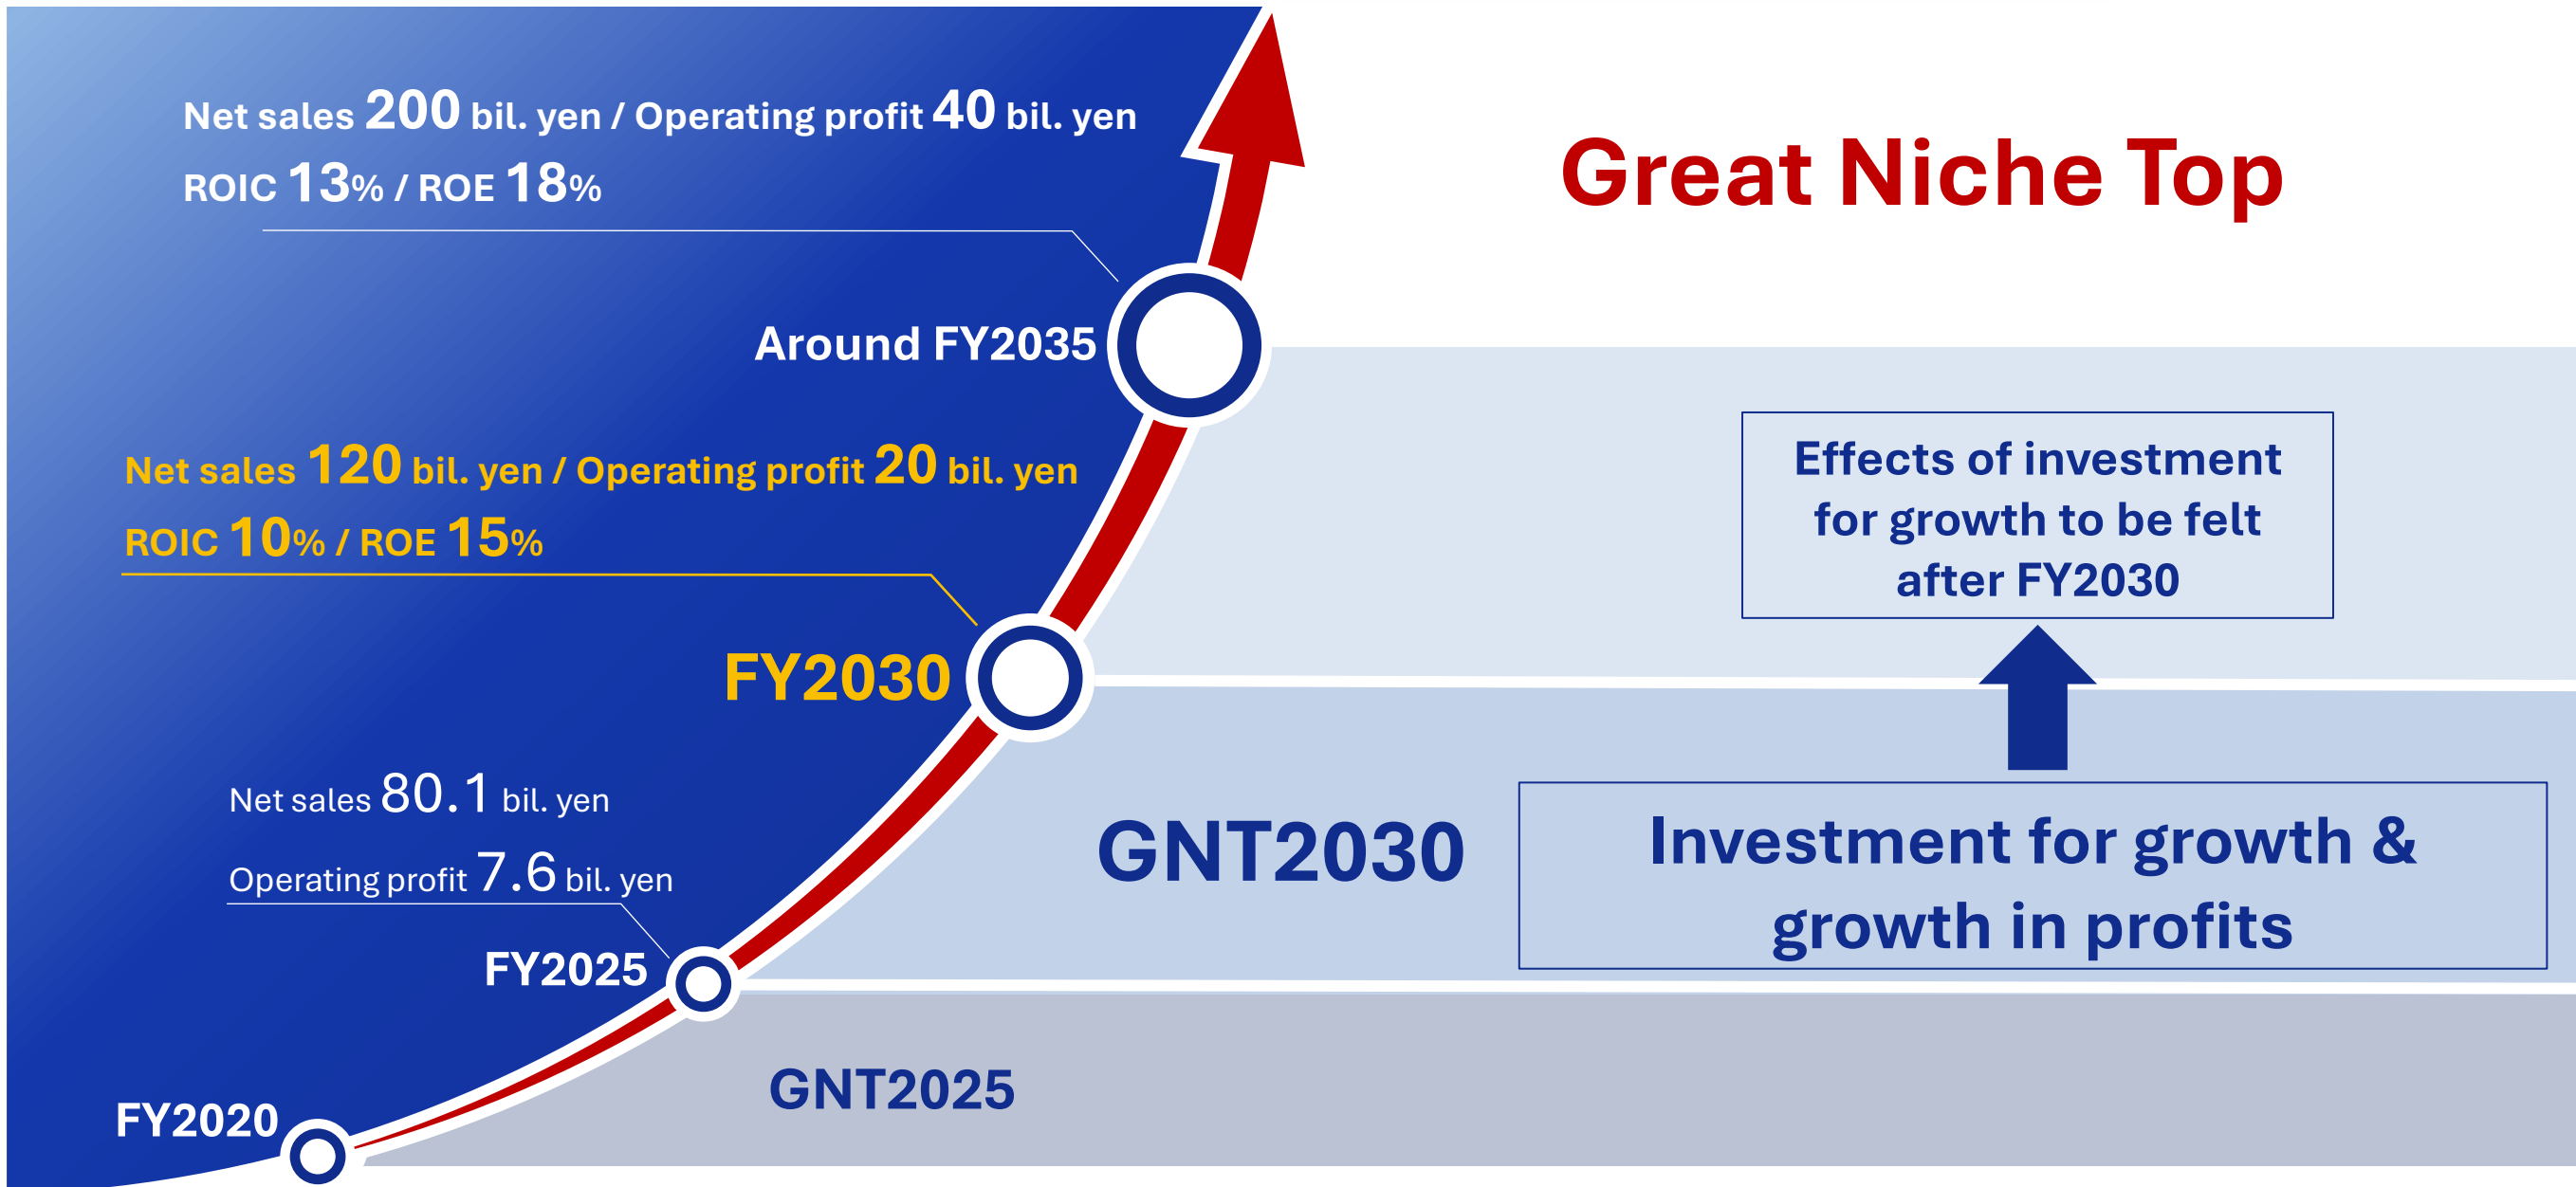 Net sales 200 bil. yen / Operating profit 40 bil. yen
ROIC 13% / ROE 18%
Great Niche Top
Around FY2035
Effects of investment
for growth to be felt
after FY2030
Net sales 120 bil. yen / Operating profit 20 bil. yen
ROIC 10% / ROE 15%
FY2030
Net sales 80.1 bil. yen
Operating profit 7.6 bil. yen
GNT2030
Investment for growth &
growth in profits
FY2025
GNT2025
FY2020